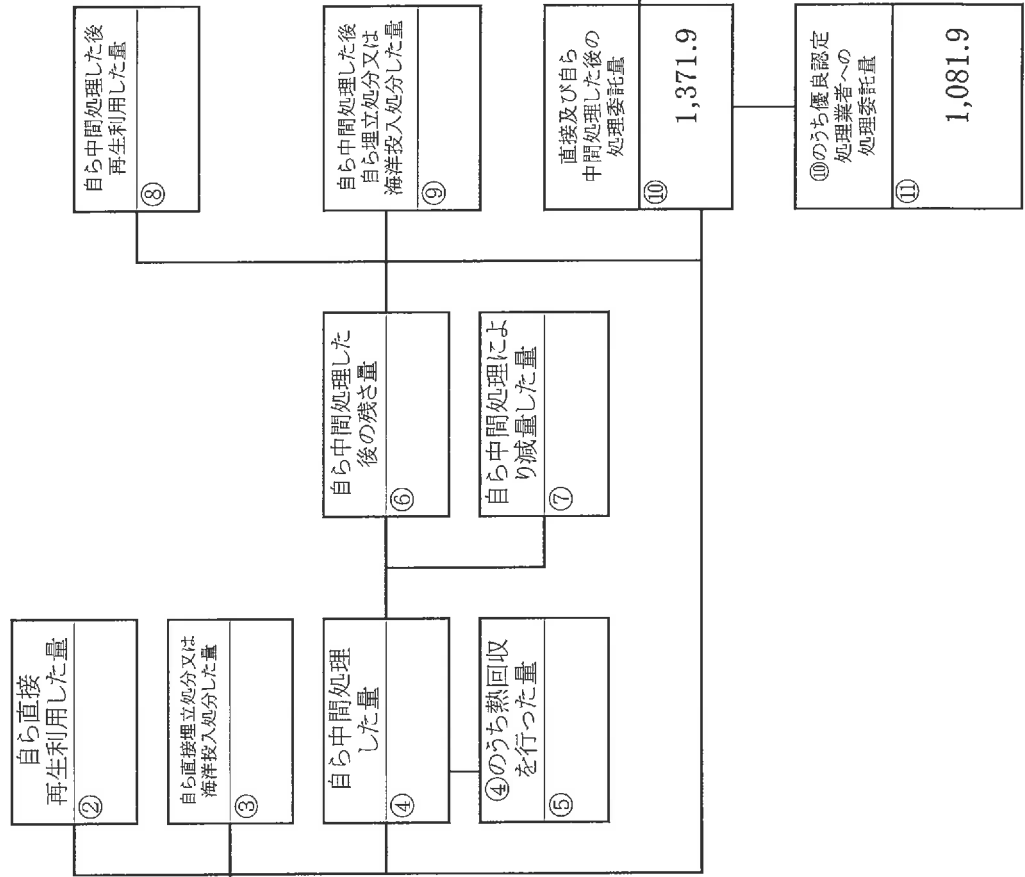 自ら直接
再生利用した量
②
自ら直接埋立処分又は
海洋投入処分した量
③
自ら中間処理
した量
④
④のうち熱回収
を行った量
⑤
自ら中間処理した
後の残さ量
⑥
自ら中間処理によ
り減量した量
⑦
自ら中間処理した後
再生利用した量
⑧
自ら中間処理した後
自ら埋立処分又は
海洋投入処分した量
⑨
直接及び自ら
中間処理した後の
処理委託量
⑩
1,371.9
⑩のうち優良認定
処理業者への
処理委託量
⑪
1,081.9